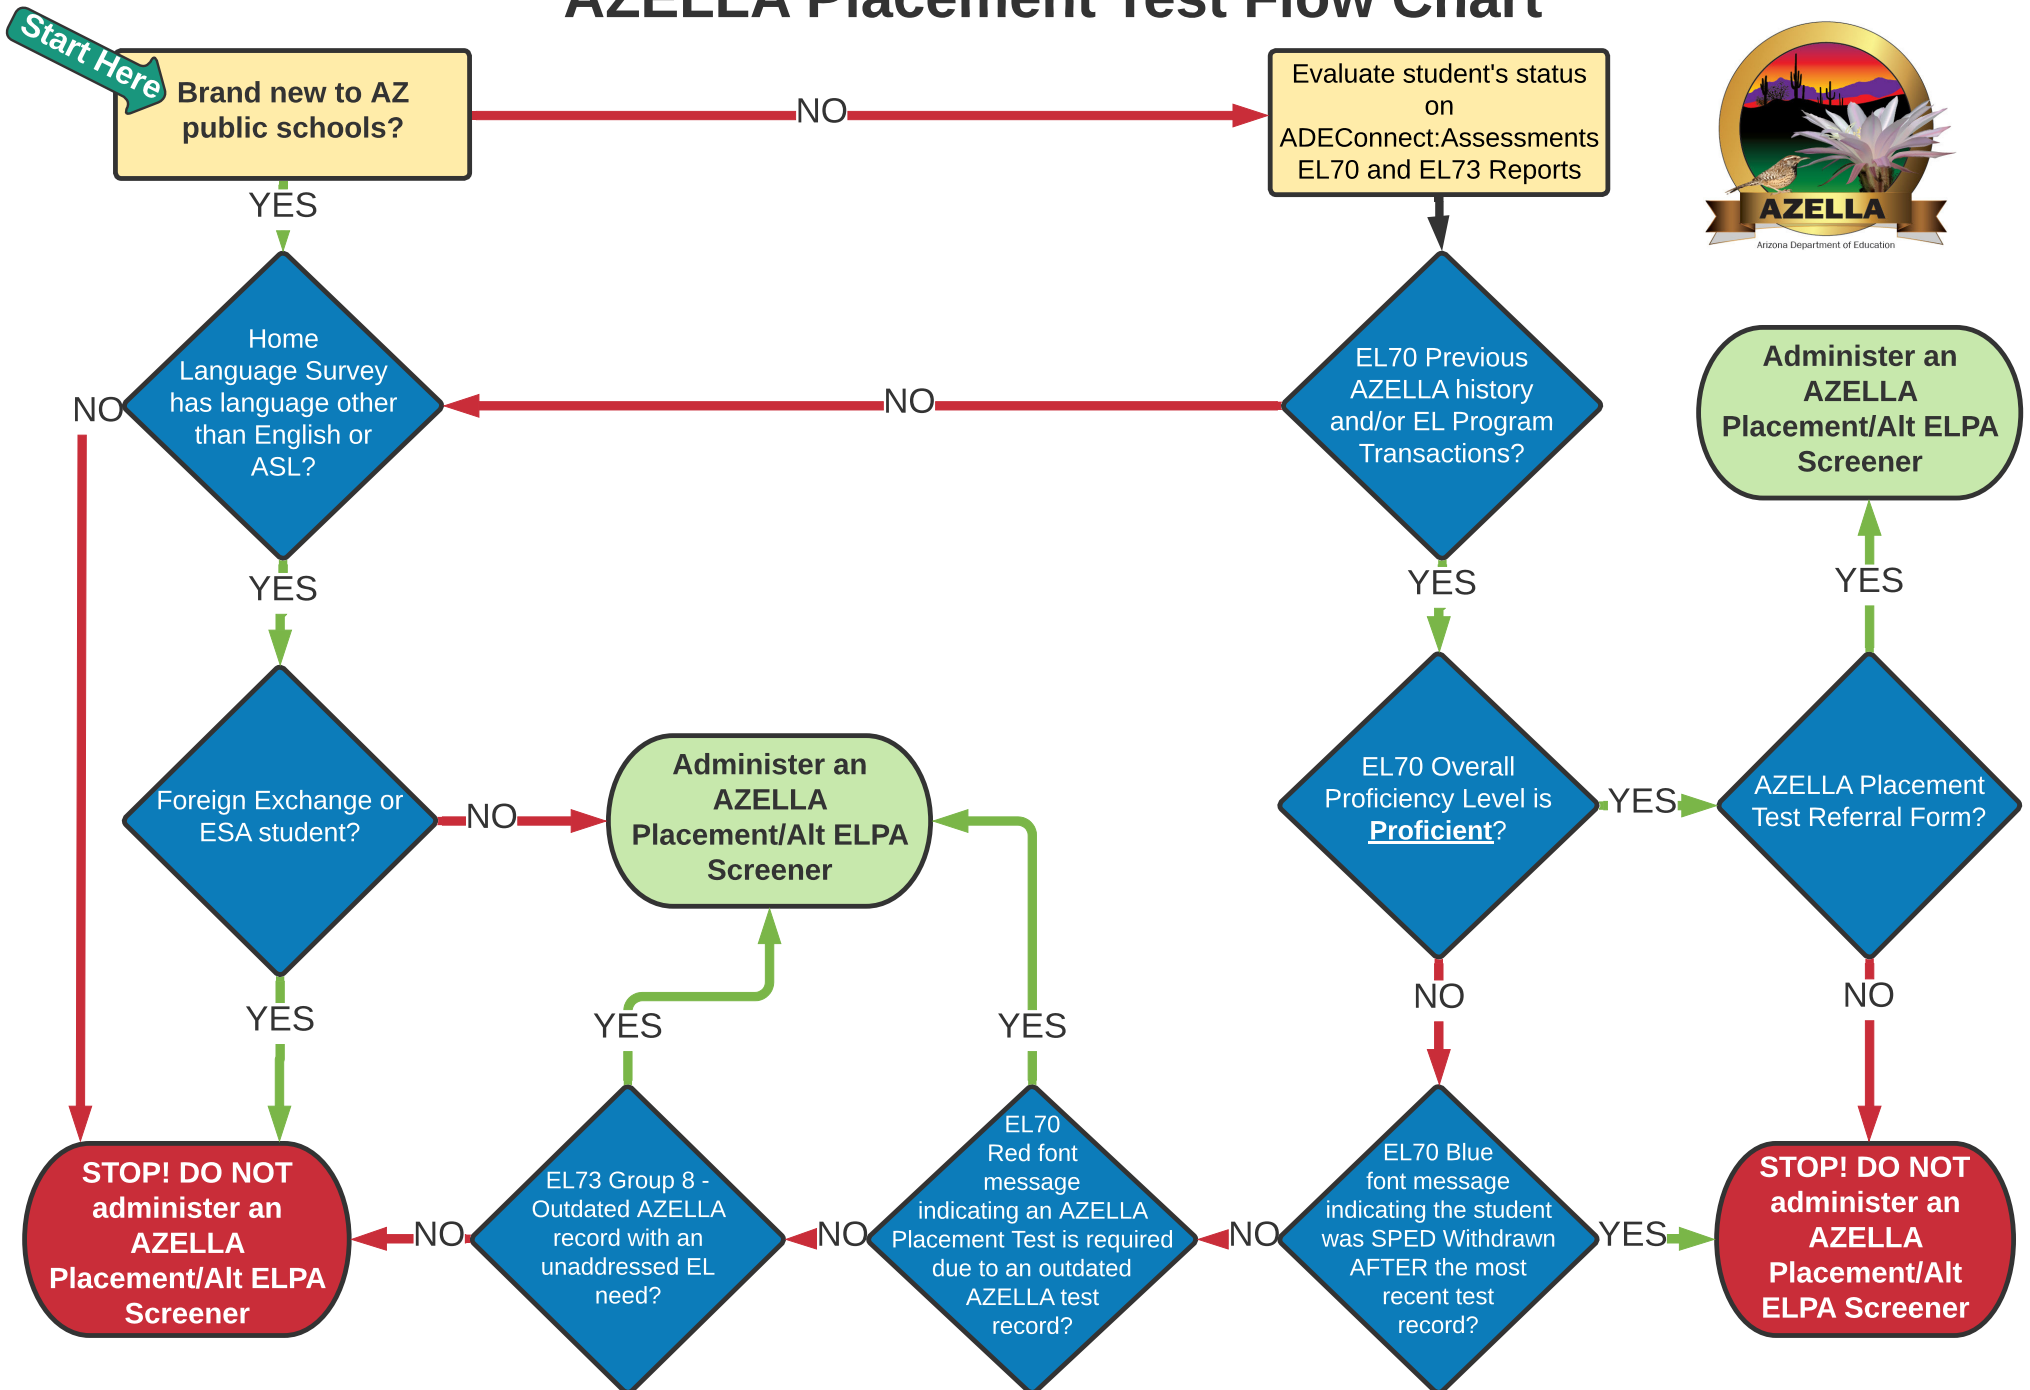 AZELLA Placement Test Flow Chart
Start Here
Brand new to AZ
public schools?
NO
Evaluate student's status
on
ADEConnect:Assessments
EL70 and EL73 Reports
AZELLA
Arizona Department of Education
YES
Home
Language Survey
has language other
than English or
ASL?
NO
NO
EL70 Previous
AZELLA history
and/or EL Program
Transactions?
Administer an
AZELLA
Placement/Alt ELPA
Screener
YES
YES
YES
Foreign Exchange or
ESA student?
NO
Administer an
AZELLA
Placement/Alt ELPA
Screener
EL70 Overall
Proficiency Level is
Proficient?
YES
AZELLA Placement
Test Referral Form?
YES
YES
YES
NO
NO
STOP! DO NOT
administer an
AZELLA
Placement/Alt ELPA
Screener
NO
EL73 Group 8 -
Outdated AZELLA
record with an
unaddressed EL
need?
NO
EL70
Red font
message
indicating an AZELLA
Placement Test is required
due to an outdated
AZELLA test
record?
NO
EL70 Blue
font message
indicating the student
was SPED Withdrawn
AFTER the most
recent test
record?
YES
STOP! DO NOT
administer an
AZELLA
Placement/Alt
ELPA Screener